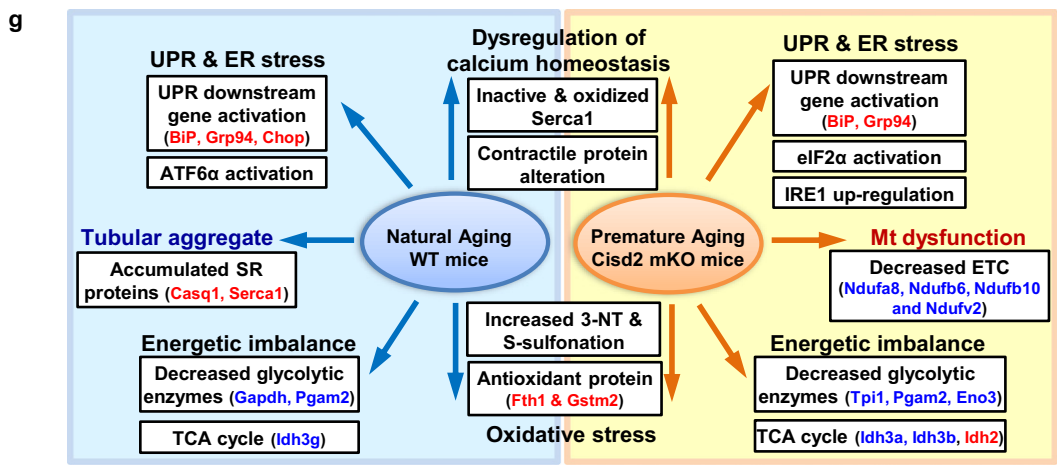 g
UPR & ER stress
UPR downstream
gene activation
(BiP, Grp94, Chop)
ATF6α activation
Dysregulation of
calcium homeostasis
Inactive & oxidized
Serca1
Contractile protein
alteration
UPR & ER stress
UPR downstream
gene activation
(BiP, Grp94)
eIF2α activation
IRE1 up-regulation
Tubular aggregate
Accumulated SR
proteins (Casq1, Serca1)
Natural Aging
WT mice
Premature Aging
Cisd2 mKO mice
Mt dysfunction
Decreased ETC
(Ndufa8, Ndufb6, Ndufb10
and Ndufv2)
Energetic imbalance
Decreased glycolytic
enzymes (Gapdh, Pgam2)
TCA cycle (Idh3g)
Increased 3-NT &
S-sulfonation
Antioxidant protein
(Fth1 & Gstm2)
Oxidative stress
Energetic imbalance
Decreased glycolytic
enzymes (Tpi1, Pgam2, Eno3)
TCA cycle (Idh3a, Idh3b, Idh2)